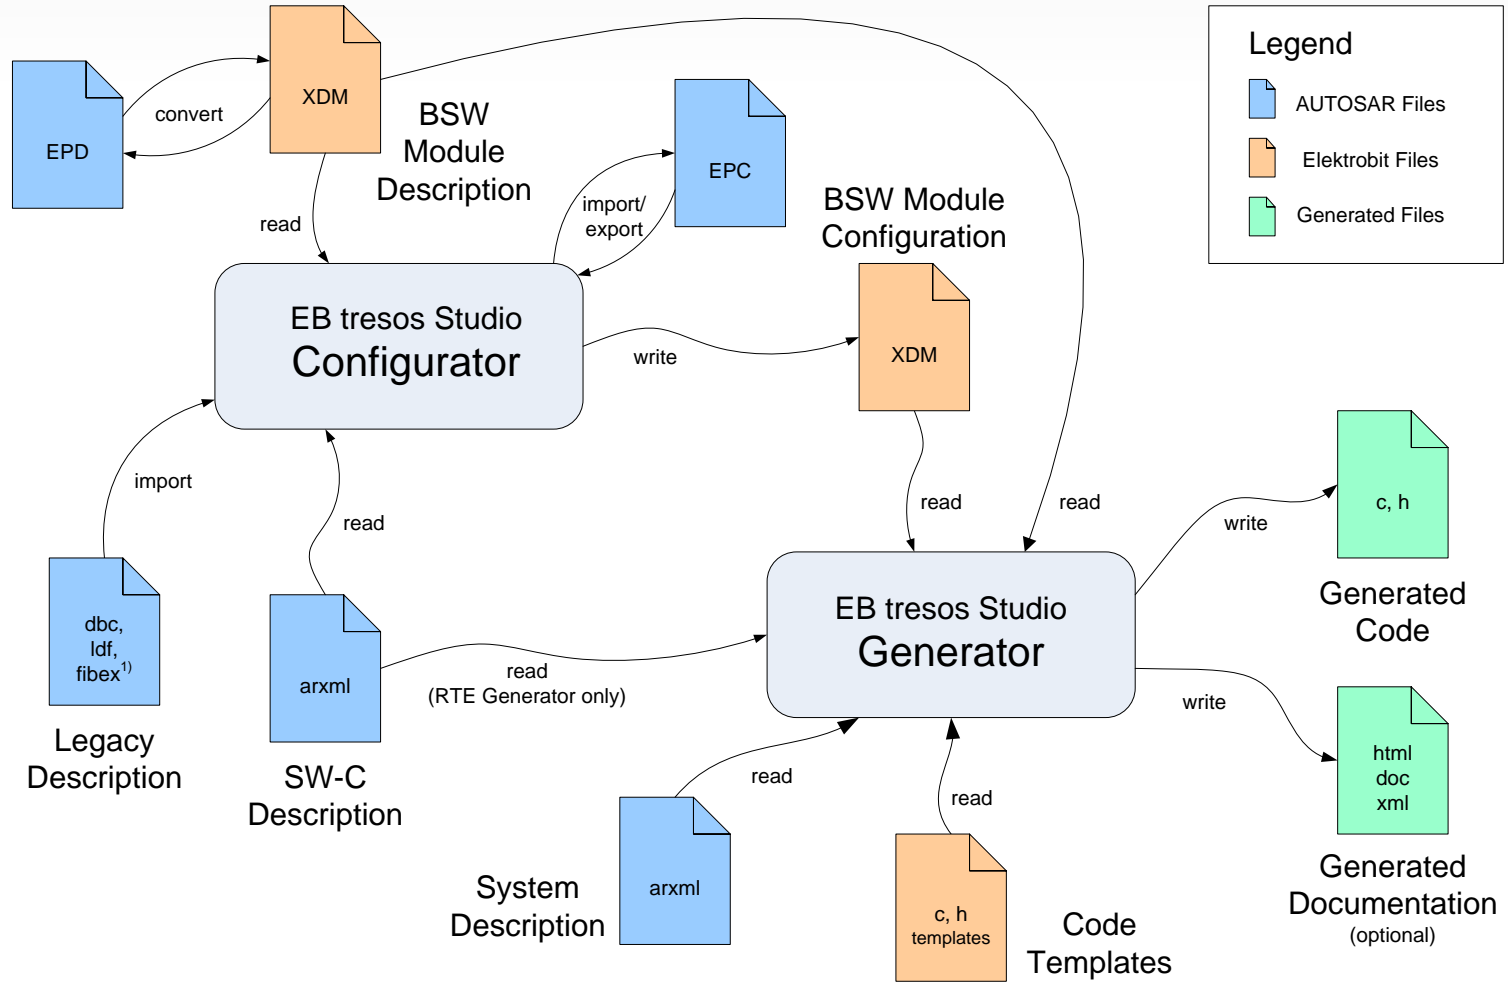 XDM
EPD
convert
BSW
Module
Description
EPC
import/
export
read
BSW Module
Configuration
Legend
AUTOSAR Files
Elektrobit Files
Generated Files
EB tresos Studio
Configurator
write
XDM
import
read
read
read
c, h
write
Generated
Code
dbc,
ldf,
fibex1)
Legacy
Description
arxml
SW-C
Description
read
(RTE Generator only)
EB tresos Studio
Generator
write
html
doc
xml
Generated
Documentation
(optional)
read
arxml
System
Description
read
c, h
templates
Code
Templates